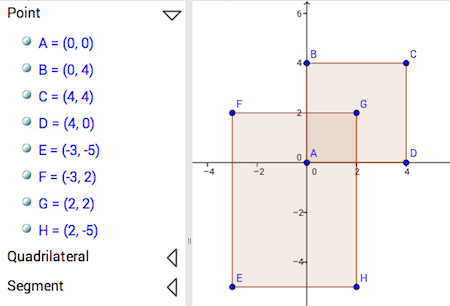 Point
A = (0, 0)
B = (0, 4)
C = (4, 4)
D = (4, 0)
E = (-3, -5)
F = (-3, 2)
G = (2, 2)
H = (2, -5)
Quadrilateral
Segment
6
B
C
4
F
2
G
0
A
D
−4
−2
0
2
4
−2
−4
E
H